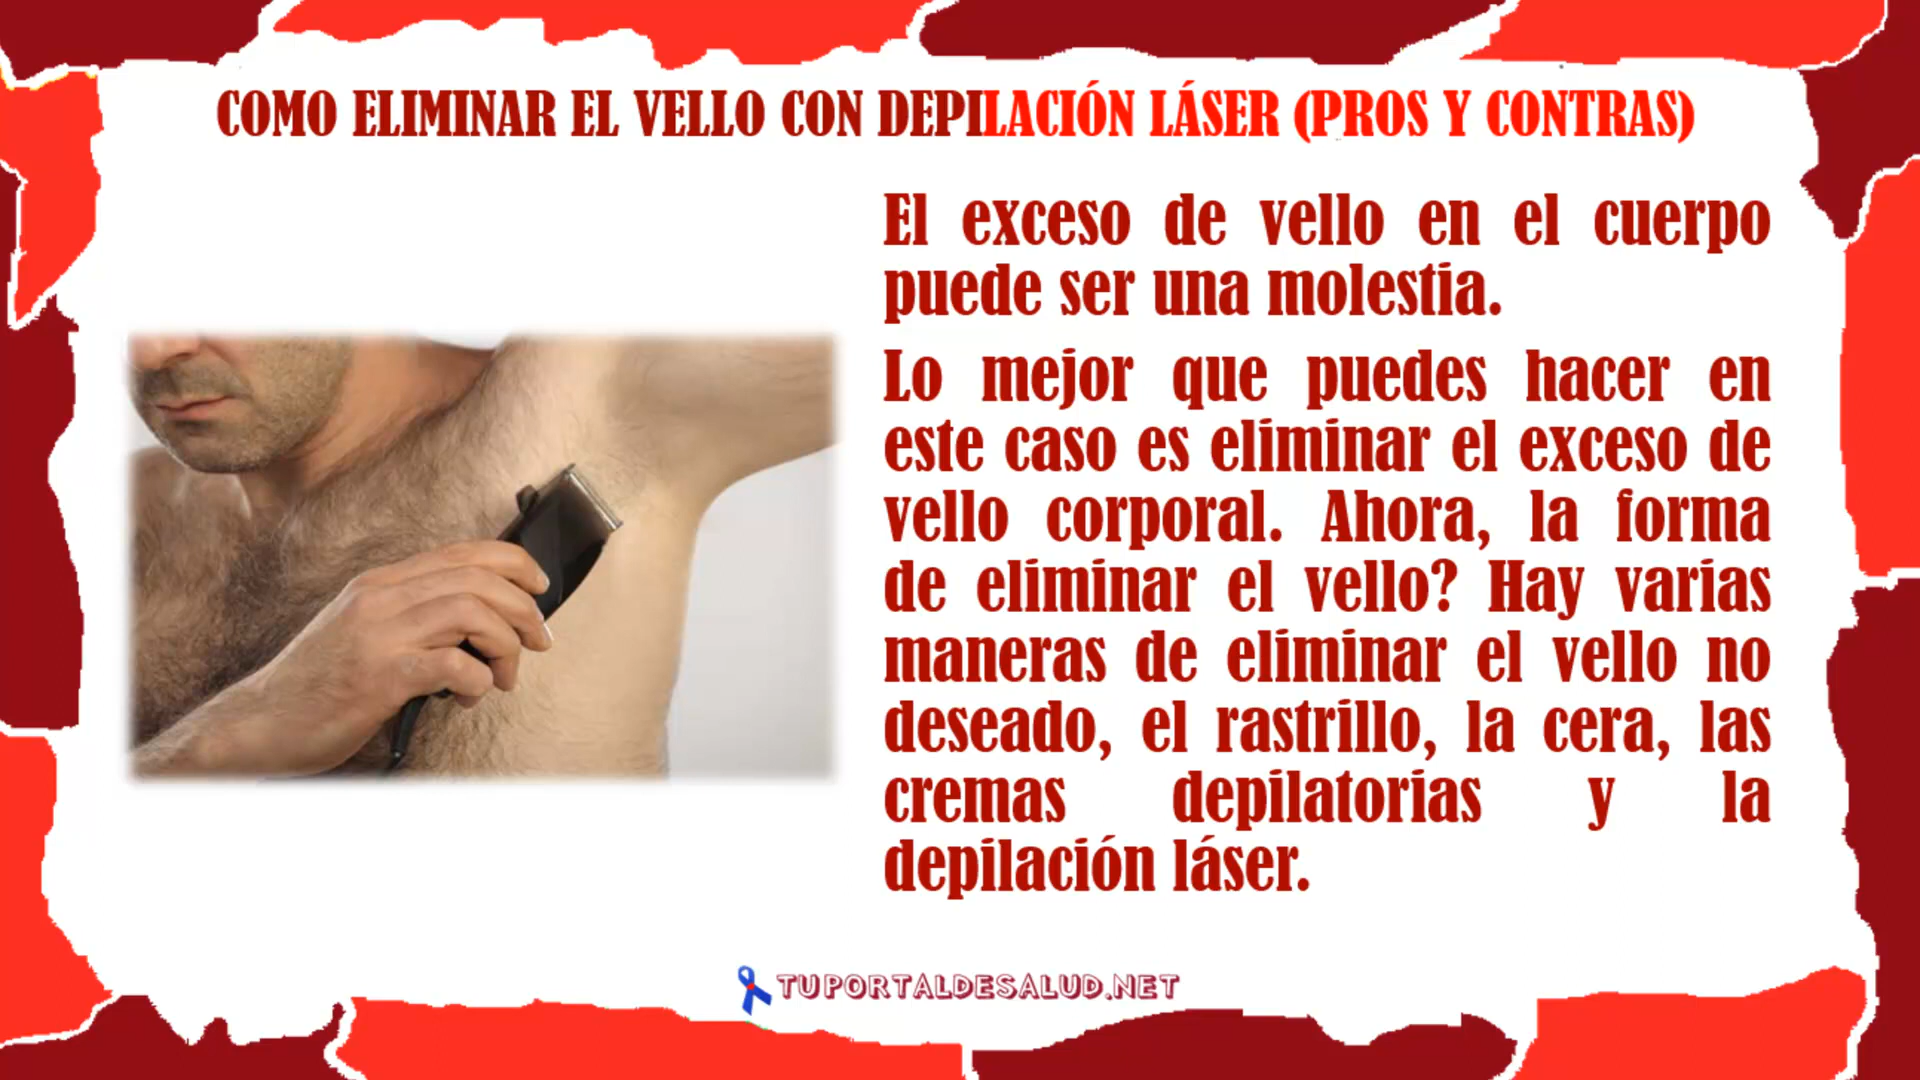 COMO ELIMINAR EL VELLO CON DEPILACIÓN LÁSER (PROS Y CONTRAS)
El exceso de vello en el cuerpo
puede ser una molestia.
Lo mejor que puedes hacer en
este caso es eliminar el exceso de
vello corporal. Ahora, la forma
de eliminar el vello? Hay varias
maneras de eliminar el vello no
deseado, el rastrillo, la cera, las
cremas depilatorias y la
depilación láser.
TUPORTALDESALUD.NET